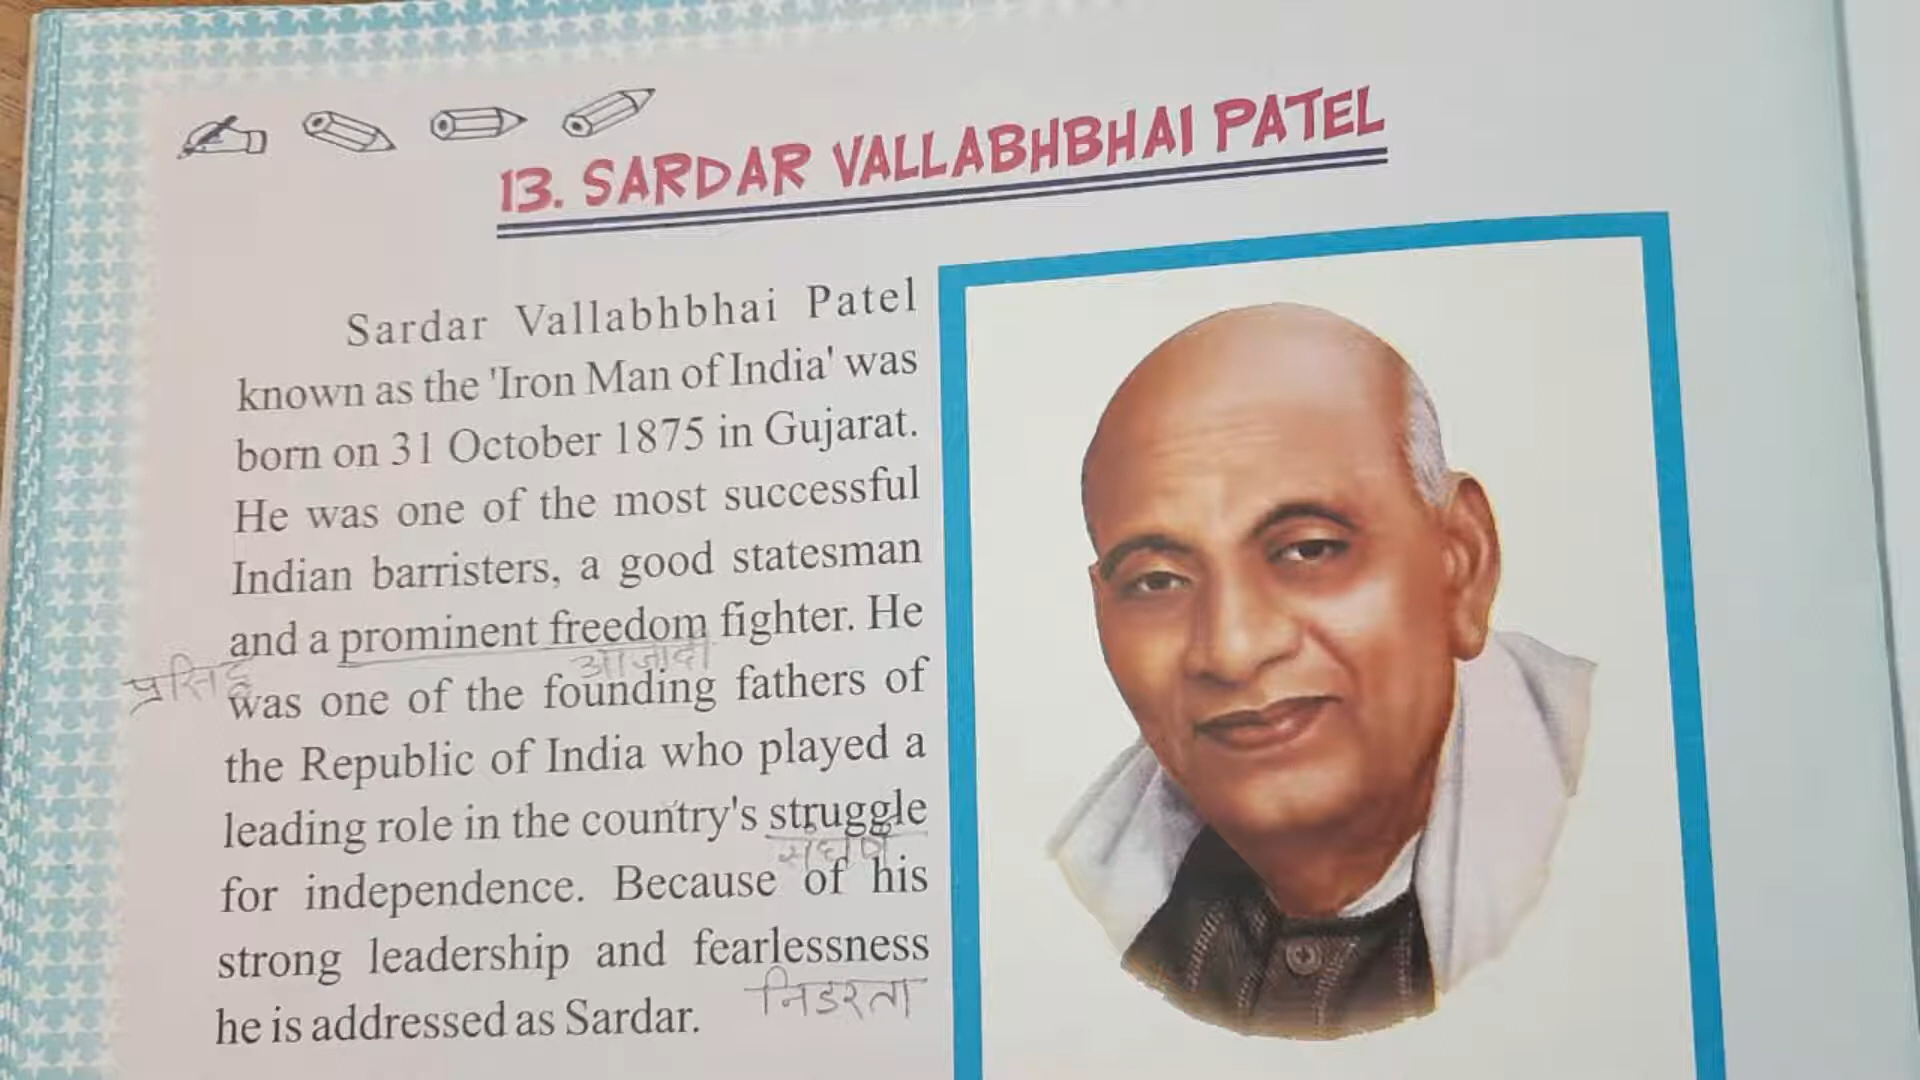 13. SARDAR VALLABHBHAI PATEL
Sardar Vallabhbhai Patel
known as the 'Iron Man of India' was
born on 31 October 1875 in Gujarat.
He was one of the most successful
Indian barristers, a good statesman
and a prominent freedom fighter. He
प्रसिद्ध आजादी
was one of the founding fathers of
the Republic of India who played a
leading role in the country's struggle
संघर्ष
for independence. Because of his
strong leadership and fearlessness
निडरता
he is addressed as Sardar.